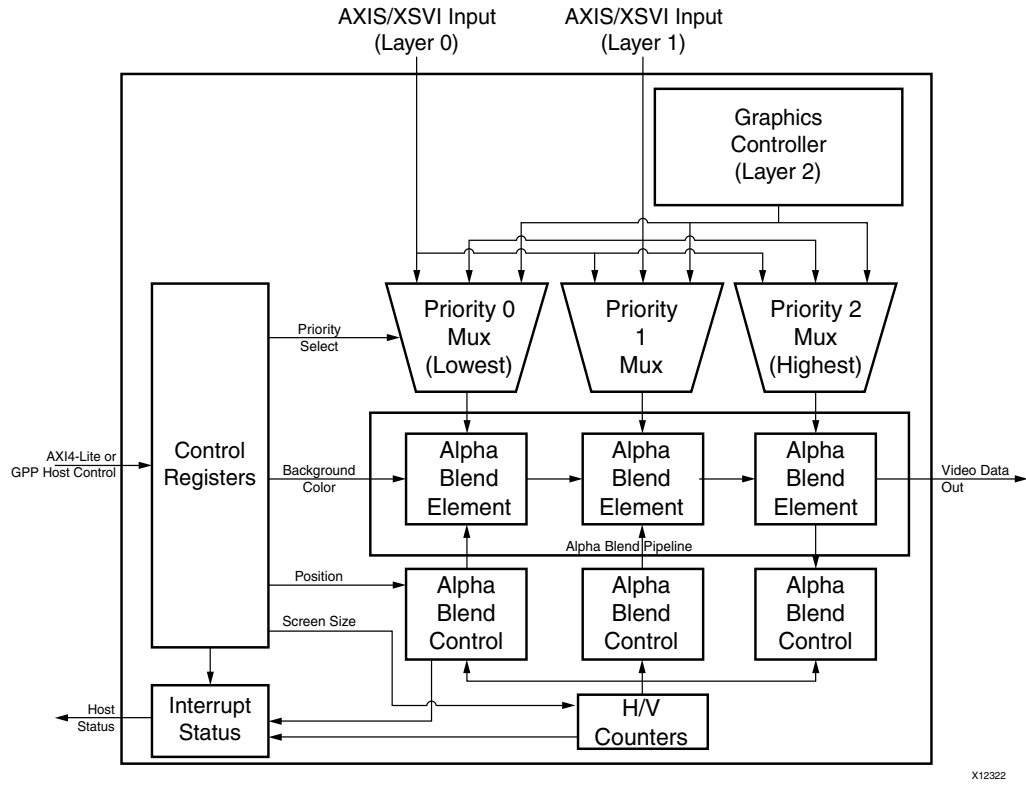 AXIS/XSVI Input
(Layer 0)
AXIS/XSVI Input
(Layer 1)
Graphics
Controller
(Layer 2)
Priority 0
Mux
(Lowest)
Priority
1
Mux
Priority 2
Mux
(Highest)
Priority
Select
AXI4-Lite or
GPP Host Control
Control
Registers
Background
Color
Alpha
Blend
Element
Alpha
Blend
Element
Alpha
Blend
Element
Video Data
Out
Alpha Blend Pipeline
Position
Screen Size
Alpha
Blend
Control
Alpha
Blend
Control
Alpha
Blend
Control
Host
Status
Interrupt
Status
H/V
Counters
X12322